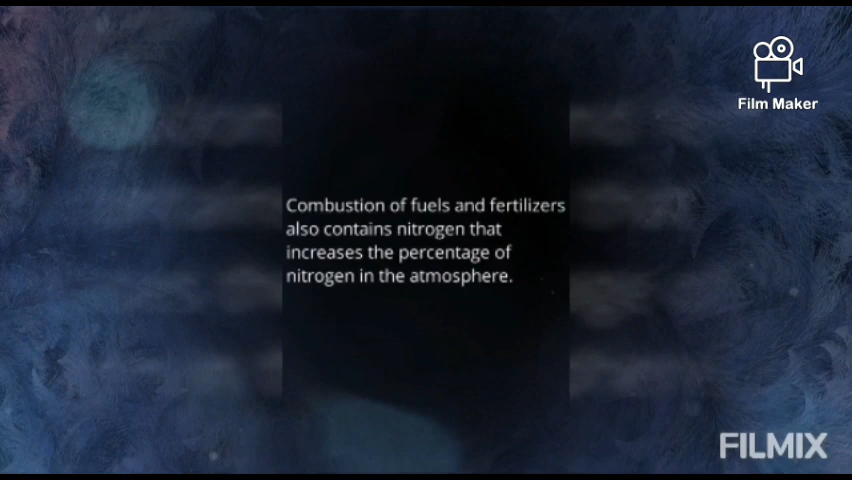 Film Maker
Combustion of fuels and fertilizers
also contains nitrogen that
increases the percentage of
nitrogen in the atmosphere.
FILMIX